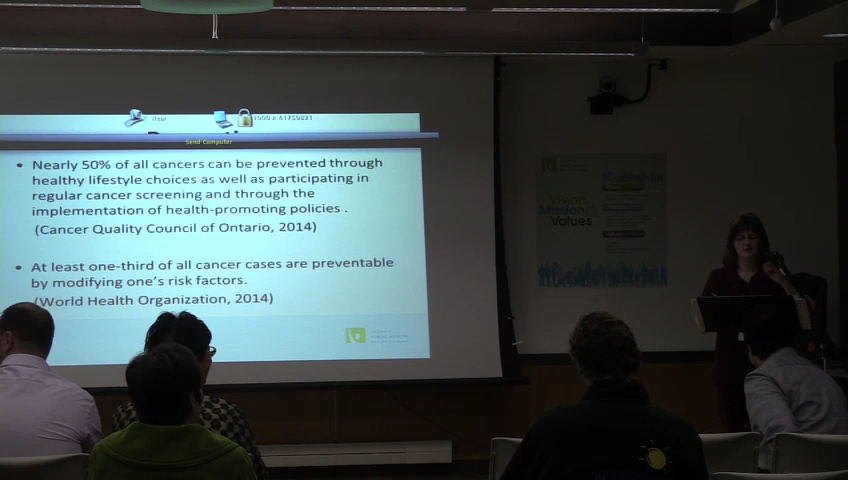 Send Computer
• Nearly 50% of all cancers can be prevented through
healthy lifestyle choices as well as participating in
regular cancer screening and through the
implementation of health-promoting policies .
(Cancer Quality Council of Ontario, 2014)
• At least one-third of all cancer cases are preventable
by modifying one's risk factors.
(World Health Organization, 2014)
Vision
Mission &
Values